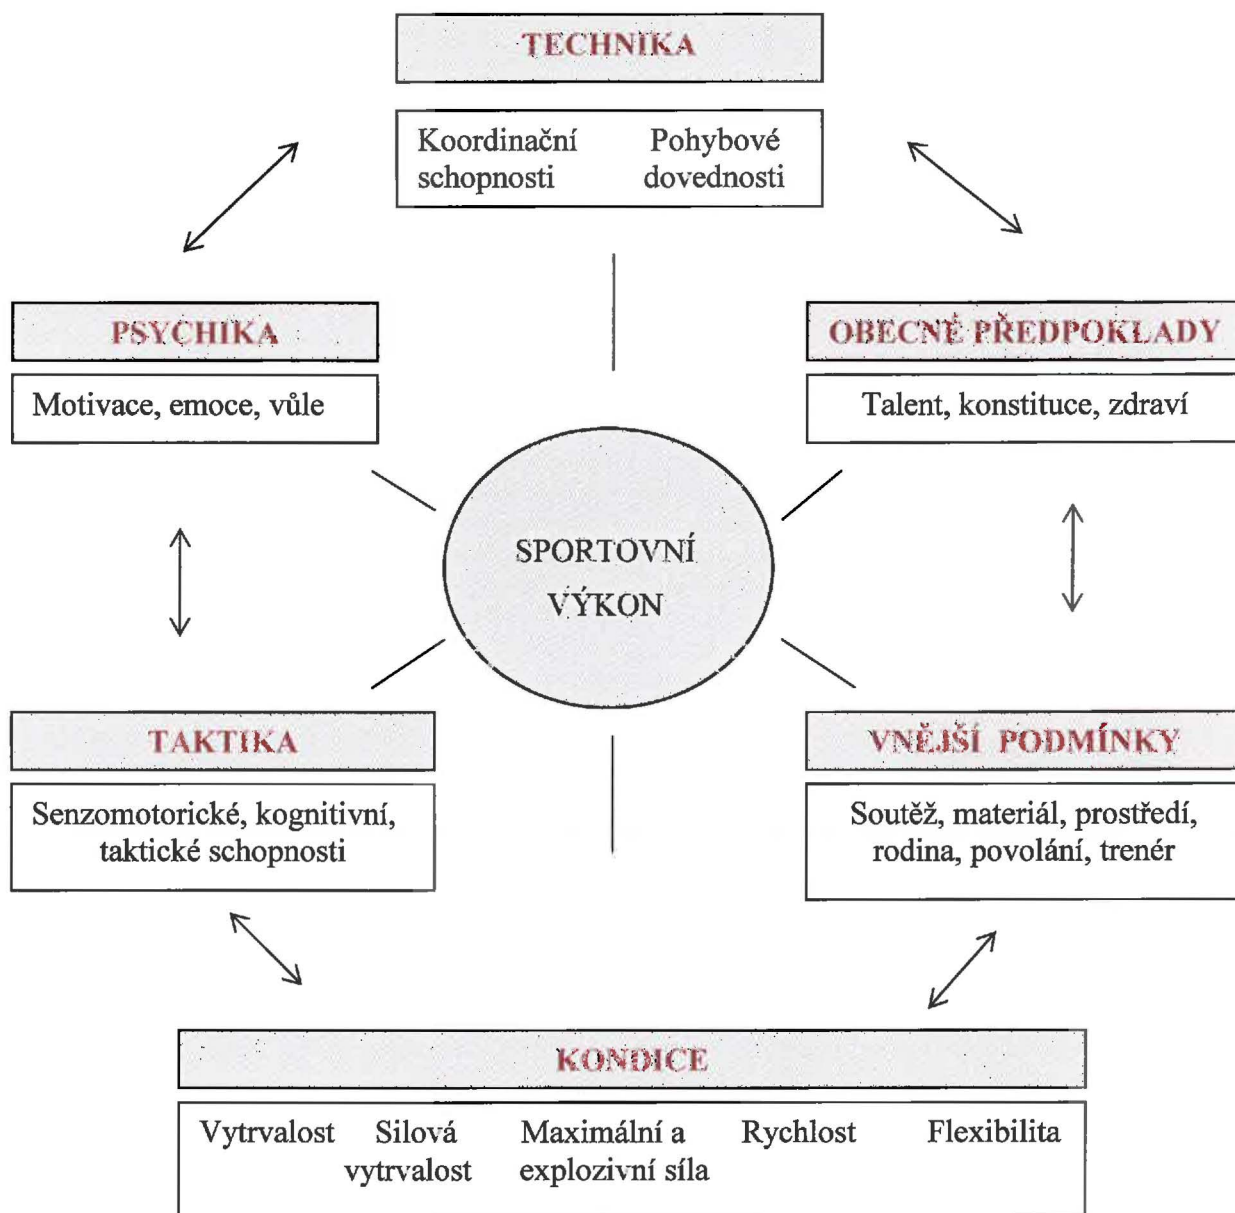 TECHNIKA
Koordinační Pohybové
schopnosti dovednosti
PSYCHIKA
Motivace, emoce, vůle
OBECNÉ PŘEDPOKLADY
Talent, konstituce, zdraví
SPORTOVNÍ
VÝKON
TAKTIKA
Senzomotorické, kognitivní,
taktické schopnosti
VNĚJŠÍ PODMÍNKY
Soutěž, materiál, prostředí,
rodina, povolání, trenér
KONDICE
Vytrvalost Silová Maximální a Rychlost Flexibilita
vytrvalost explozivní síla